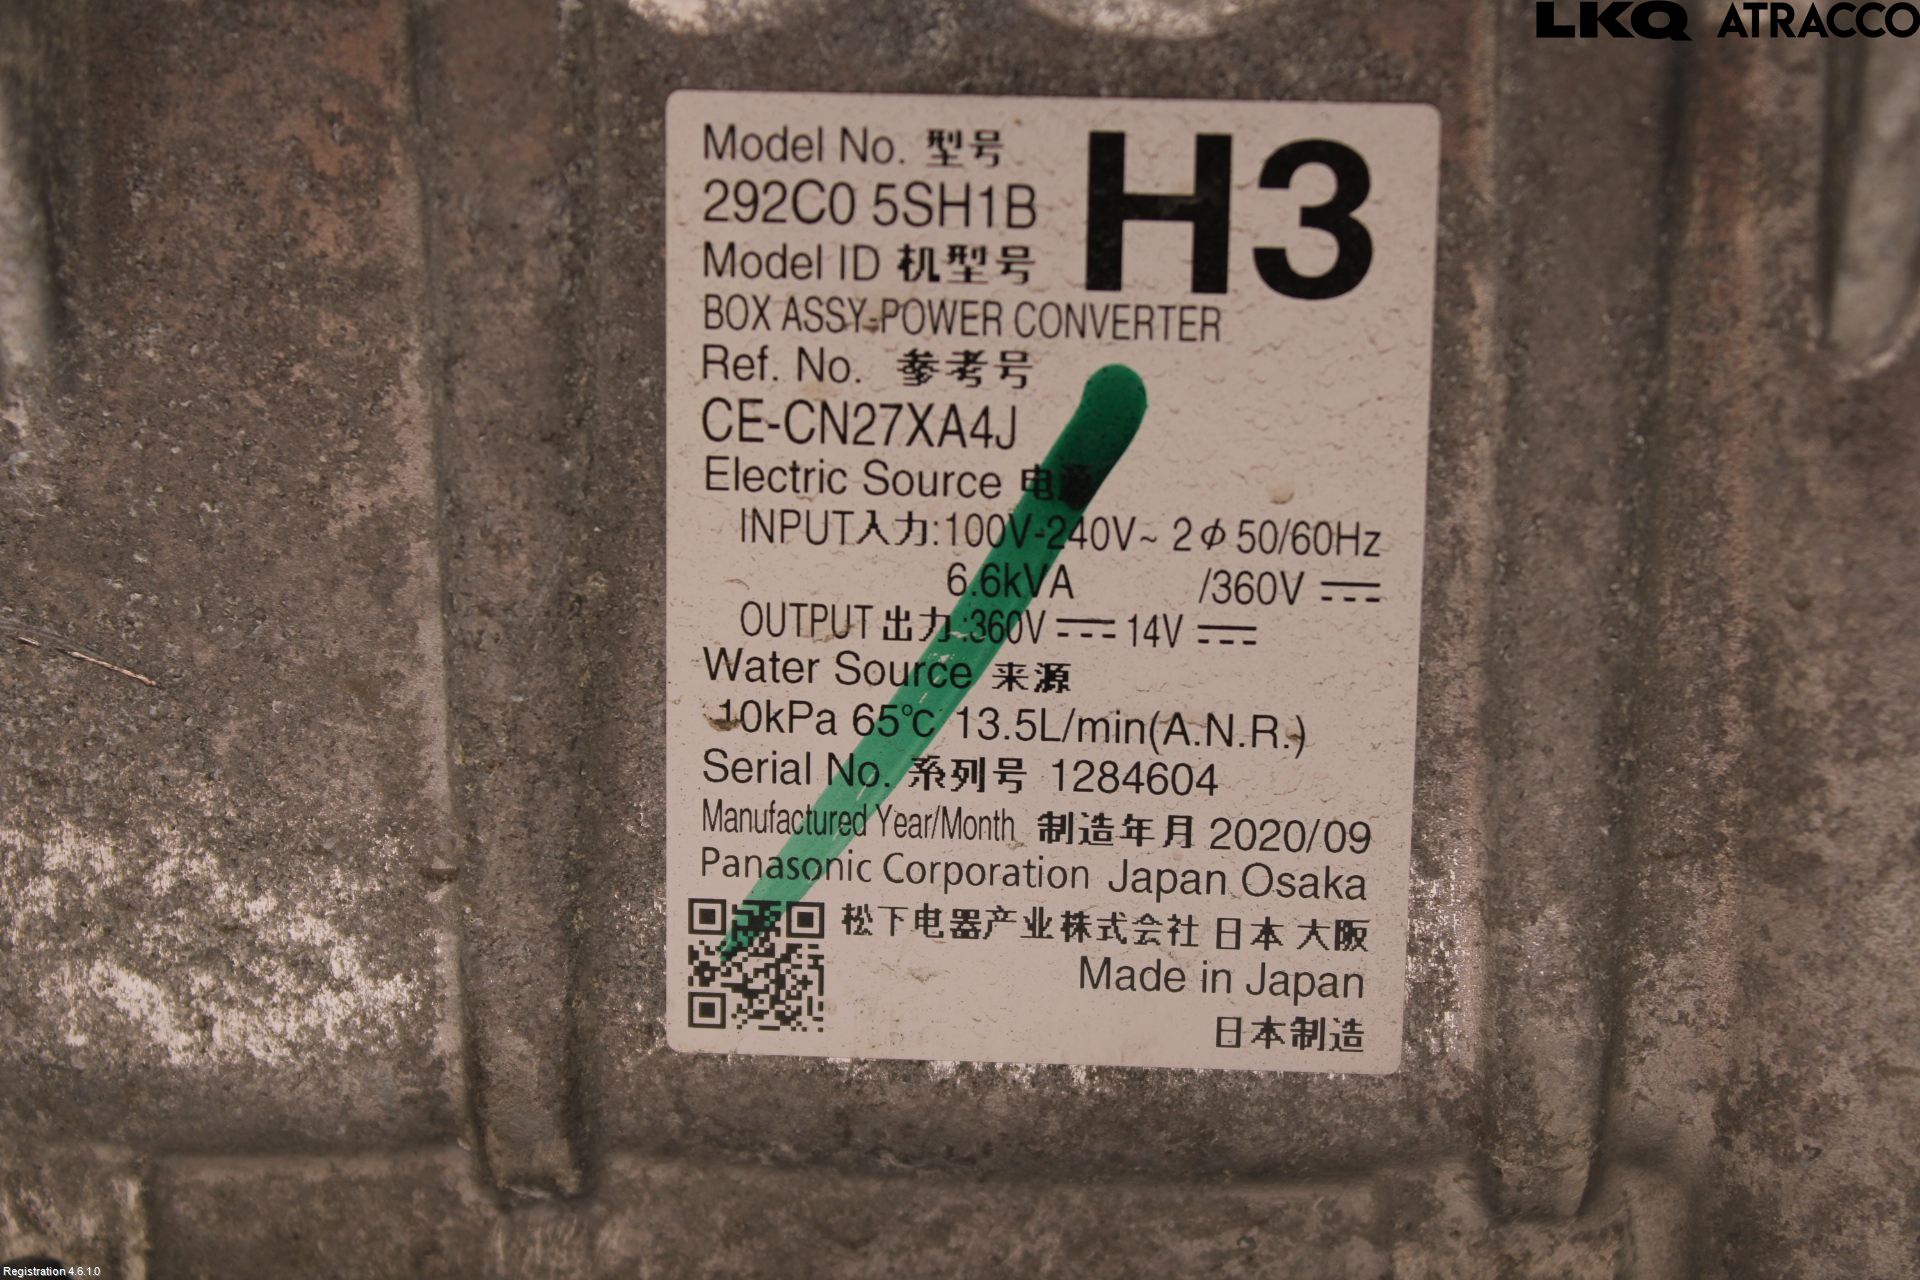 LKQ ATRACCO
Model No. 型号
292C0 5SH1B
H3
Model ID 机型号
BOX ASSY-POWER CONVERTER
Ref. No. 参考号
CE-CN27XA4J
Electric Source 电源
INPUT入力:100V-240V~ 2φ 50/60Hz
6.6kVA /360V ⎓
OUTPUT 出力:360V ⎓ 14V ⎓
Water Source 来源
10kPa 65℃ 13.5L/min(A.N.R.)
Serial No. 系列号 1284604
Manufactured Year/Month 制造年月 2020/09
Panasonic Corporation Japan Osaka
松下电器产业株式会社 日本 大阪
Made in Japan
日本制造
Registration 4.6.1.0